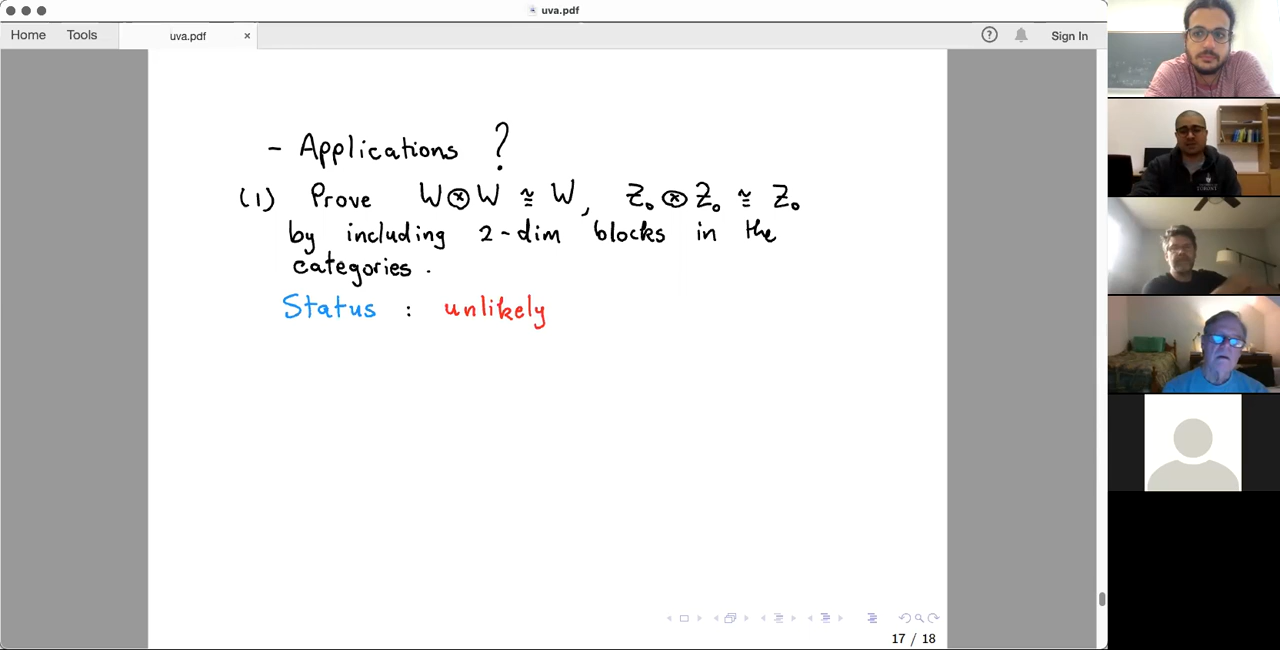 uva.pdf
Home Tools uva.pdf × ? Sign In
- Applications ?
(1) Prove W⊗W ≅ W, Z₀⊗Z₀ ≅ Z₀
by including 2-dim blocks in the
categories.
Status : unlikely
17 / 18